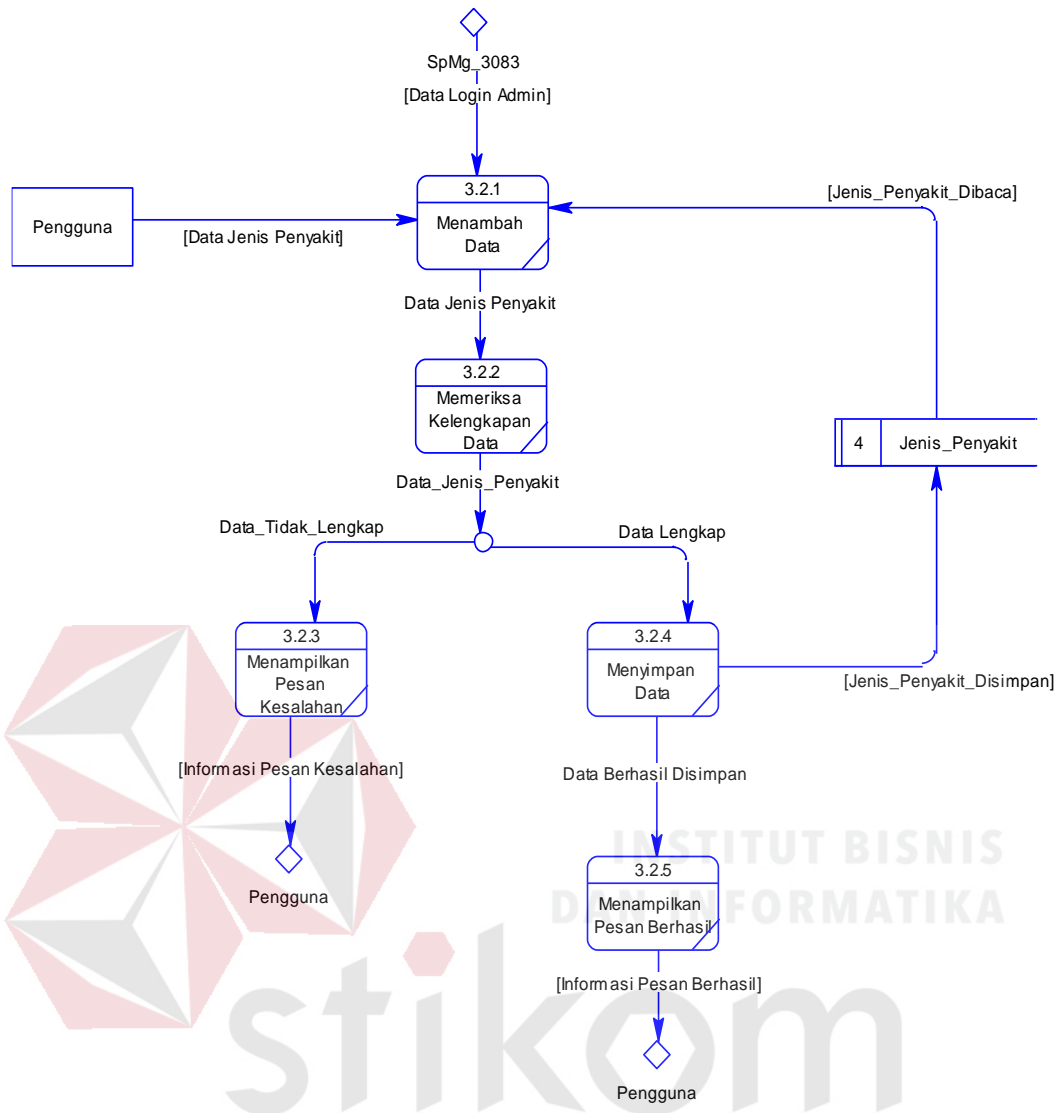 SpMg_3083
[Data Login Admin]
3.2.1
Menambah
Data
Pengguna
[Data Jenis Penyakit]
[Jenis_Penyakit_Dibaca]
Data Jenis Penyakit
3.2.2
Memeriksa
Kelengkapan
Data
4
Jenis_Penyakit
Data_Jenis_Penyakit
Data_Tidak_Lengkap
Data Lengkap
3.2.3
Menampilkan
Pesan
Kesalahan
3.2.4
Menyimpan
Data
[Jenis_Penyakit_Disimpan]
[Informasi Pesan Kesalahan]
Data Berhasil Disimpan
Pengguna
3.2.5
Menampilkan
Pesan Berhasil
[Informasi Pesan Berhasil]
Pengguna
INSTITUT BISNIS
DAN INFORMATIKA
stikom